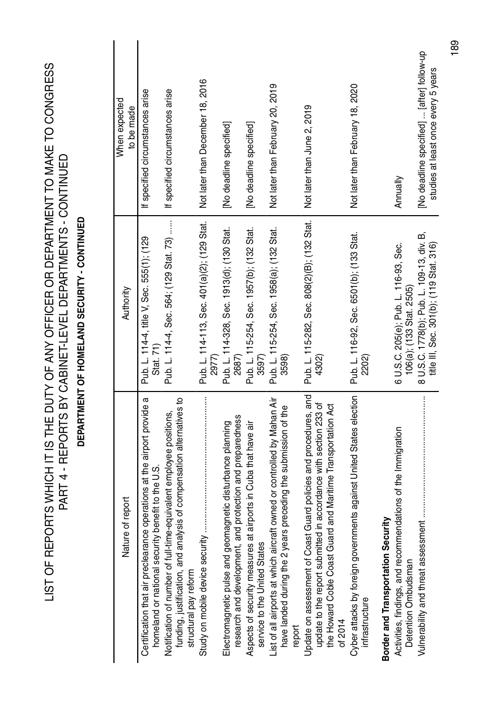 LIST OF REPORTS WHICH IT IS THE DUTY OF ANY OFFICER OR DEPARTMENT TO MAKE TO CONGRESS
PART 4 - REPORTS BY CABINET-LEVEL DEPARTMENTS - CONTINUED
DEPARTMENT OF HOMELAND SECURITY - CONTINUED
Nature of report
Authority
When expected
to be made
Certification that air preclearance operations at the airport provide a
homeland or national security benefit to the U.S.
Pub. L. 114-4, title V, Sec. 555(1); (129
Stat. 71)
If specified circumstances arise
Notification of number of full-time-equivalent employee positions,
funding, justification, and analysis of compensation alternatives to
structural pay reform
Pub. L. 114-4, Sec. 564; (129 Stat. 73) .....
If specified circumstances arise
Study on mobile device security ..........................................
Pub. L. 114-113, Sec. 401(a)(2); (129 Stat.
2977)
Not later than December 18, 2016
Electromagnetic pulse and geomagnetic disturbance planning
research and development, and protection and preparedness
Pub. L. 114-328, Sec. 1913(d); (130 Stat.
2687)
[No deadline specified]
Aspects of security measures at airports in Cuba that have air
service to the United States
Pub. L. 115-254, Sec. 1957(b); (132 Stat.
3597)
[No deadline specified]
List of all airports at which aircraft owned or controlled by Mahan Air
have landed during the 2 years preceding the submission of the
report
Pub. L. 115-254, Sec. 1958(a); (132 Stat.
3598)
Not later than February 20, 2019
Update on assessment of Coast Guard policies and procedures, and
update to the report submitted in accordance with section 233 of
the Howard Coble Coast Guard and Maritime Transportation Act
of 2014
Pub. L. 115-282, Sec. 808(2)(B); (132 Stat.
4302)
Not later than June 2, 2019
Cyber attacks by foreign governments against United States election
infrastructure
Pub. L. 116-92, Sec. 6501(b); (133 Stat.
2202)
Not later than February 18, 2020
Border and Transportation Security
Activities, findings, and recommendations of the Immigration
Detention Ombudsman
6 U.S.C. 205(e); Pub. L. 116-93, Sec.
106(a); (133 Stat. 2505)
Annually
Vulnerability and threat assessment ..........................................
8 U.S.C. 1778(b); Pub. L. 109-13, div. B,
title III, Sec. 301(b); (119 Stat. 316)
[No deadline specified] ... [after] follow-up
studies at least once every 5 years
189